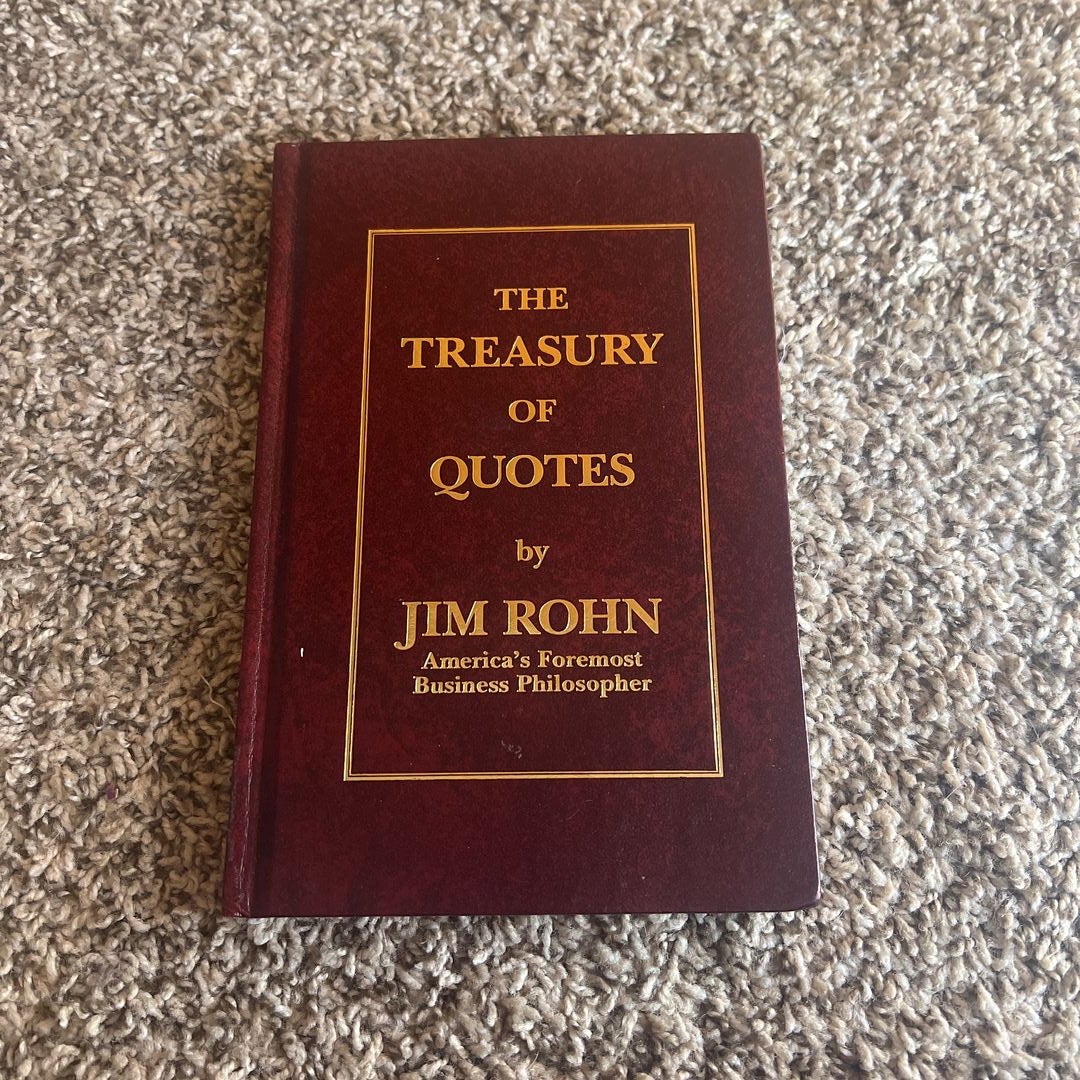 THE
TREASURY
OF
QUOTES
by
JIM ROHN
America's Foremost
Business Philosopher